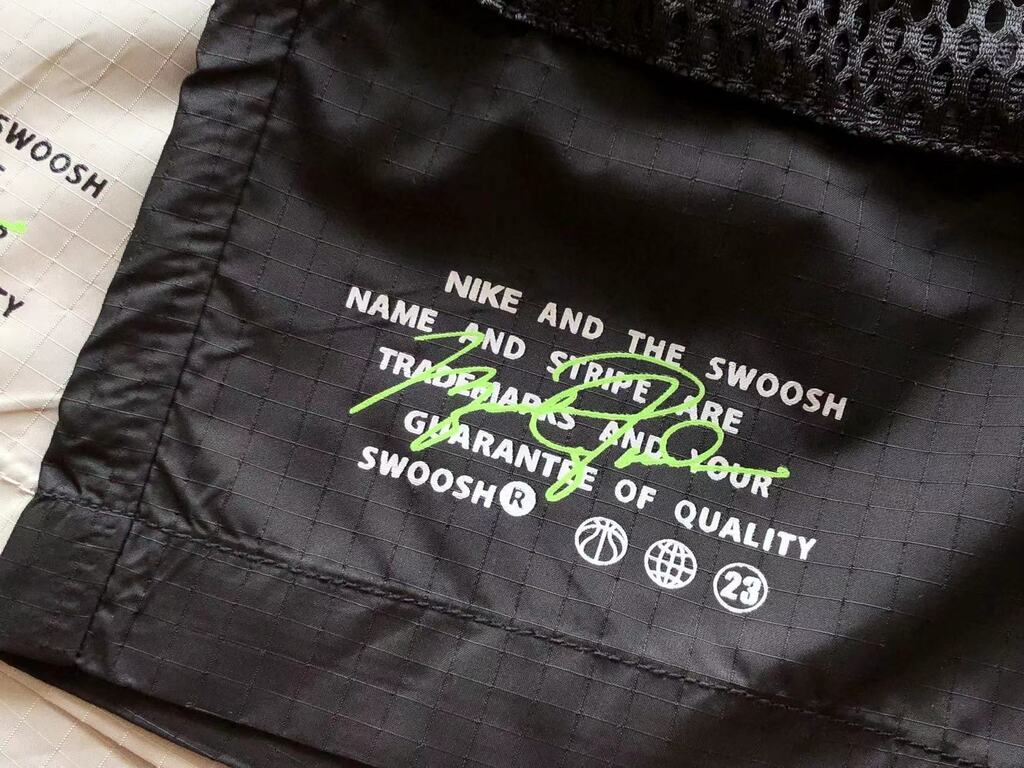 SWOOSH
NIKE AND THE SWOOSH
NAME AND STRIPE ARE
TRADEMARKS AND YOUR
GUARANTEE OF QUALITY
SWOOSH®
23